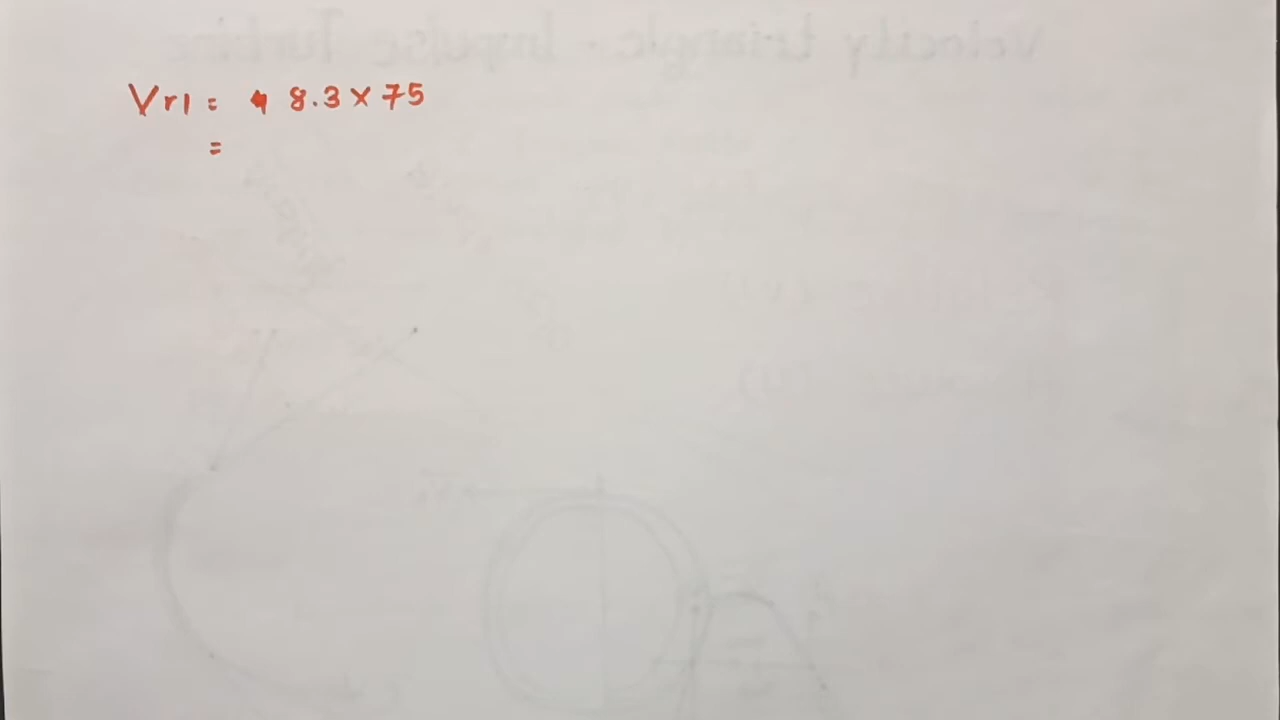 Vr1 = 8.3 × 75
=